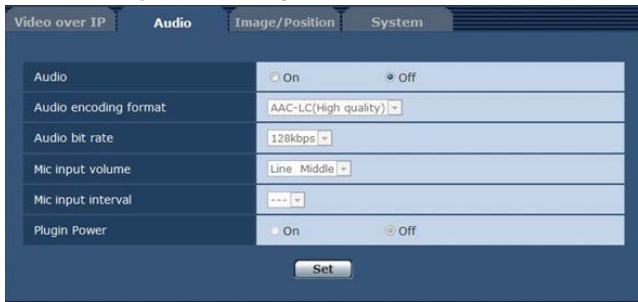 Video over IP Audio Image/Position System
Audio On Off
Audio encoding format AAC-LC(High quality)
Audio bit rate 128kbps
Mic input volume Line Middle
Mic input interval ---
Plugin Power On Off
Set